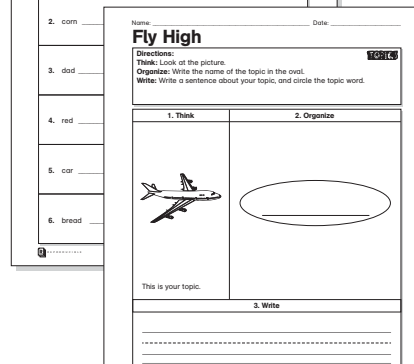 2. corn
3. dad
4. red
5. car
6. bread
Name: Date:
Fly High
Directions:
Think: Look at the picture.
Organize: Write the name of the topic in the oval.
Write: Write a sentence about your topic, and circle the topic word.
TOPICS
1. Think 2. Organize
This is your topic.
3. Write